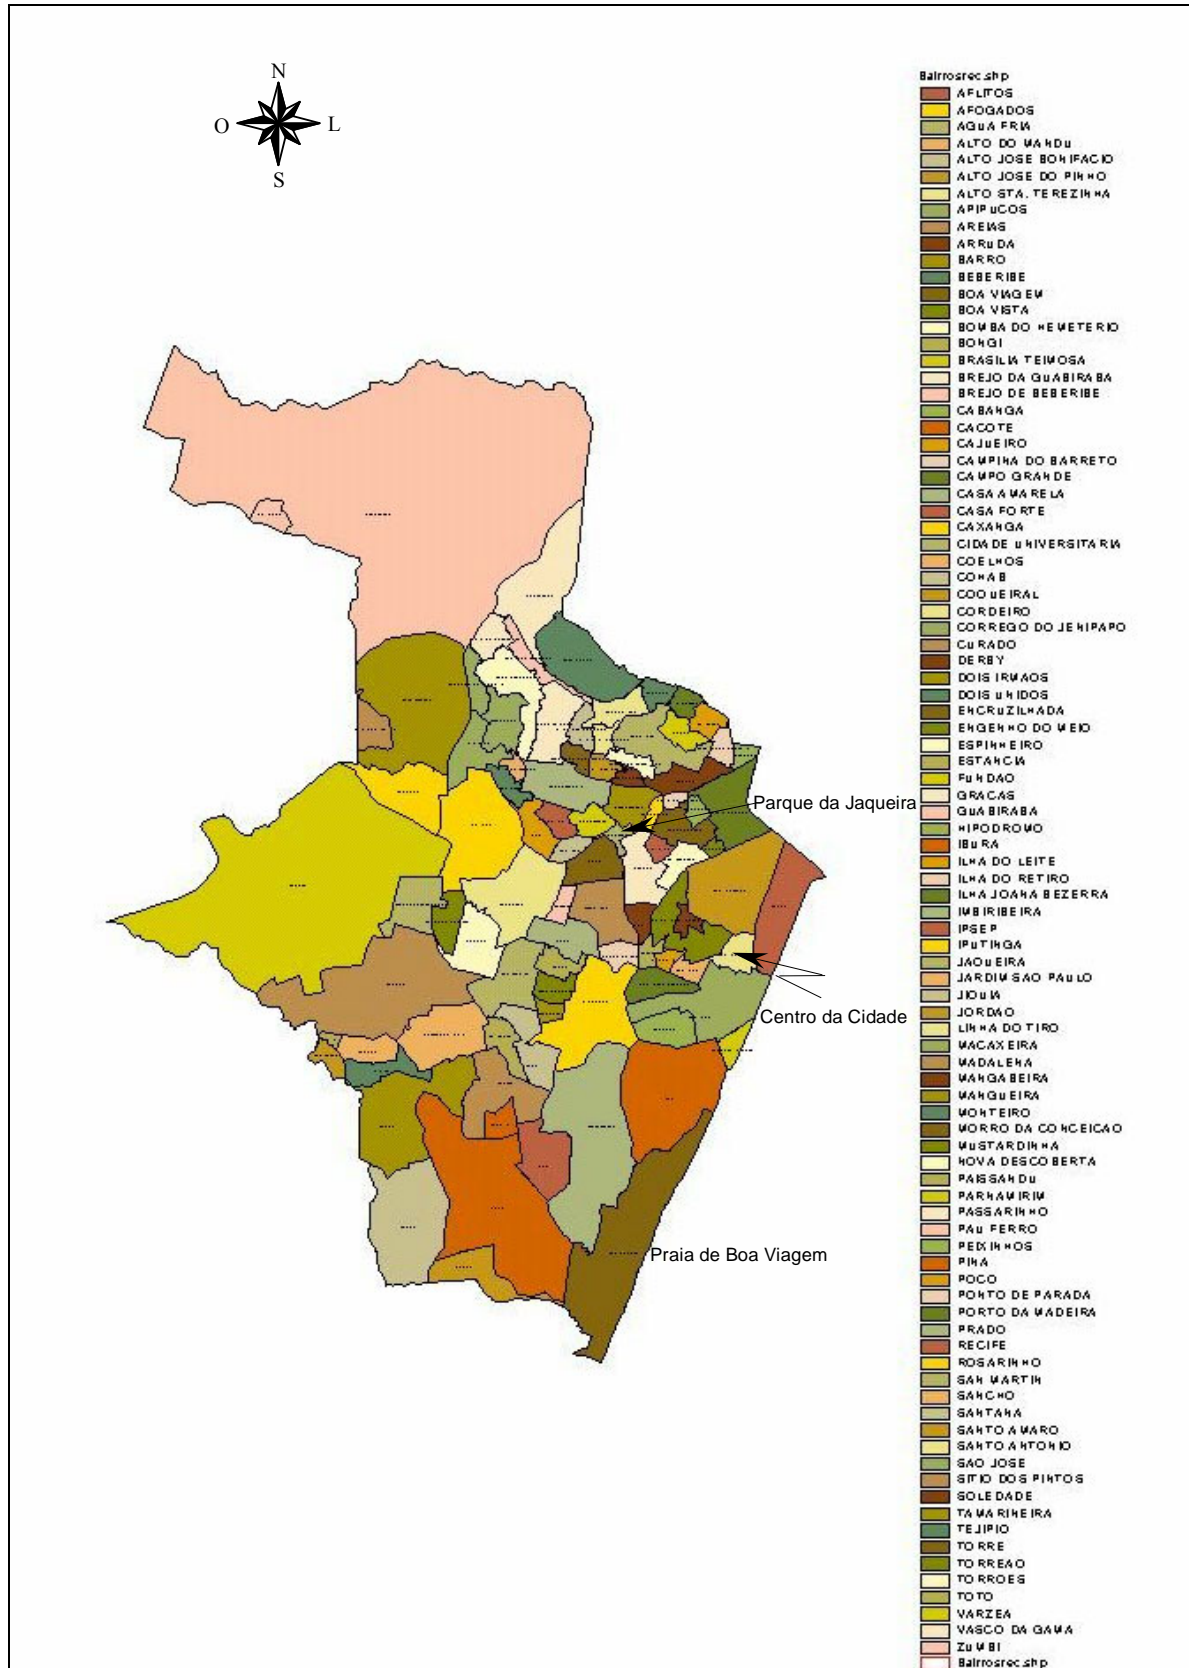 N
O
L
S
Bairrosrec.shp
AFLITOS
AFOGADOS
AGUA FRIA
ALTO DO MANDU
ALTO JOSE BONIFACIO
ALTO JOSE DO PINHO
ALTO STA. TEREZINHA
APIPUCOS
AREIAS
ARRUDA
BARRO
BEBERIBE
BOA VIAGEM
BOA VISTA
BOMBA DO HEMETERIO
BONGI
BRASILIA TEIMOSA
BREJO DA GUABIRABA
BREJO DE BEBERIBE
CABANGA
CACOTE
CAJUEIRO
CAMPINA DO BARRETO
CAMPO GRANDE
CASA AMARELA
CASA FORTE
CAXANGA
CIDADE UNIVERSITARIA
COELHOS
COHAB
COQUEIRAL
CORDEIRO
CORREGO DO JENIPAPO
CURADO
DERBY
DOIS IRMAOS
DOIS UNIDOS
ENCRUZILHADA
ENGENHO DO MEIO
ESPINHEIRO
ESTANCIA
FUNDAO
GRACAS
GUABIRABA
HIPODROMO
IBURA
ILHA DO LEITE
ILHA DO RETIRO
ILHA JOANA BEZERRA
IMBIRIBEIRA
IPSEP
IPUTINGA
JAQUEIRA
JARDIM SAO PAULO
JIQUIA
JORDAO
LINHA DO TIRO
MACAXEIRA
MADALENA
MANGABEIRA
MANGUEIRA
MONTEIRO
MORRO DA CONCEICAO
MUSTARDINHA
NOVA DESCOBERTA
PAISSANDU
PARNAMIRIM
PASSARINHO
PAU FERRO
PEIXINHOS
PINA
POCO
PONTO DE PARADA
PORTO DA MADEIRA
PRADO
RECIFE
ROSARINHO
SAN MARTIN
SANCHO
SANTANA
SANTO AMARO
SANTO ANTONIO
SAO JOSE
SITIO DOS PINTOS
SOLEDADE
TAMARINEIRA
TEJIPIO
TORRE
TORREAO
TORROES
TOTO
VARZEA
VASCO DA GAMA
ZUMBI
Bairrosrec.shp
Parque da Jaqueira
Centro da Cidade
Praia de Boa Viagem